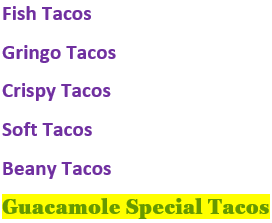 Fish Tacos
Gringo Tacos
Crispy Tacos
Soft Tacos
Beany Tacos
Guacamole Special Tacos